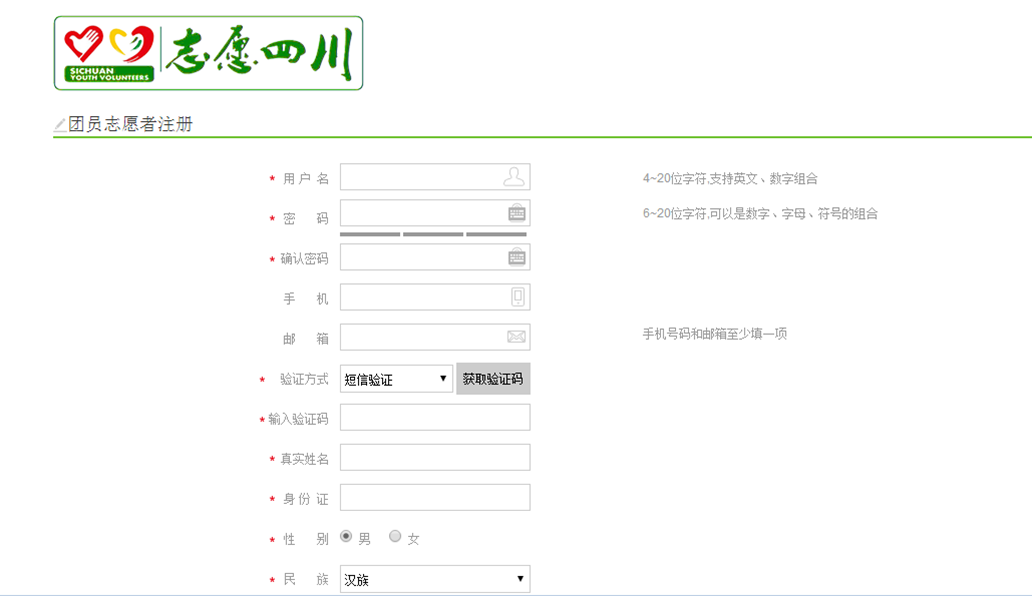 志愿四川
SICHUAN
YOUTH VOLUNTEERS
团员志愿者注册
* 用 户 名
4~20位字符,支持英文、数字组合
* 密 码
6~20位字符,可以是数字、字母、符号的组合
* 确认密码
手 机
邮 箱
手机号码和邮箱至少填一项
* 验证方式 短信验证 ▼ 获取验证码
* 输入验证码
* 真实姓名
* 身 份 证
* 性 别 男 女
* 民 族 汉族 ▼